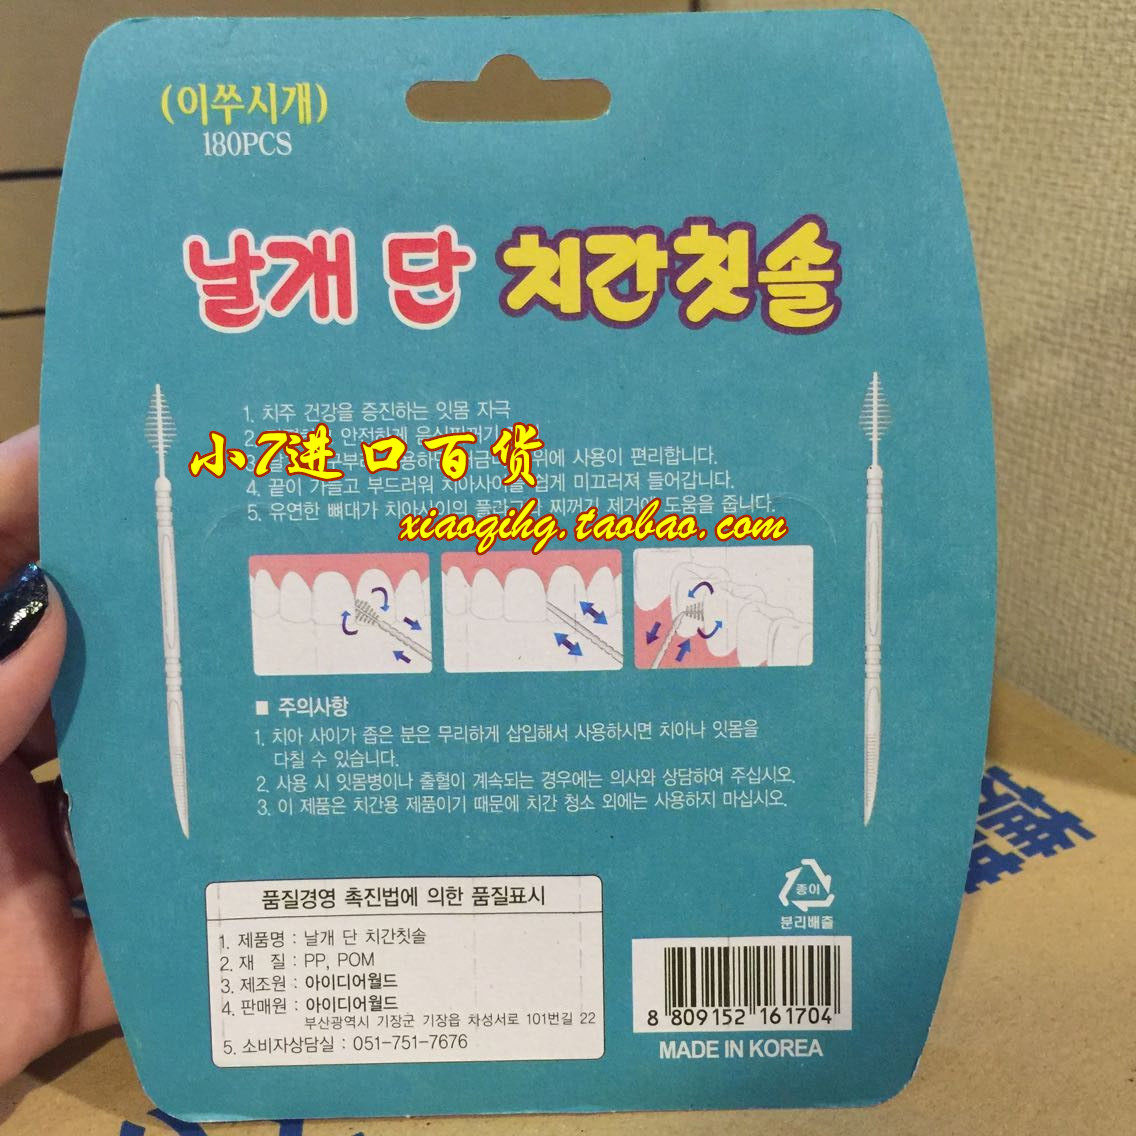 (이쑤시개)
180PCS
날개 단 치간칫솔
1. 치주 건강을 증진하는 잇몸 자극
2. 안전하게 음식찌꺼기
小7进口百货
3. 위에 사용이 편리합니다.
4. 끝이 가늘고 부드러워 치아사이를 쉽게 미끄러져 들어갑니다.
5. 유연한 뼈대가 치아사이의 플라그와 찌꺼기 제거에 도움을 줍니다.
xiaoqihg.taobao.com
■ 주의사항
1. 치아 사이가 좁은 분은 무리하게 삽입해서 사용하시면 치아나 잇몸을
다칠 수 있습니다.
2. 사용 시 잇몸병이나 출혈이 계속되는 경우에는 의사와 상담하여 주십시오.
3. 이 제품은 치간용 제품이기 때문에 치간 청소 외에는 사용하지 마십시오.
품질경영 촉진법에 의한 품질표시
1. 제품명 : 날개 단 치간칫솔
2. 재 질 : PP, POM
3. 제조원 : 아이디어월드
4. 판매원 : 아이디어월드
부산광역시 기장군 기장읍 차성서로 101번길 22
5. 소비자상담실 : 051-751-7676
종이
분리배출
8 809152 161704
MADE IN KOREA